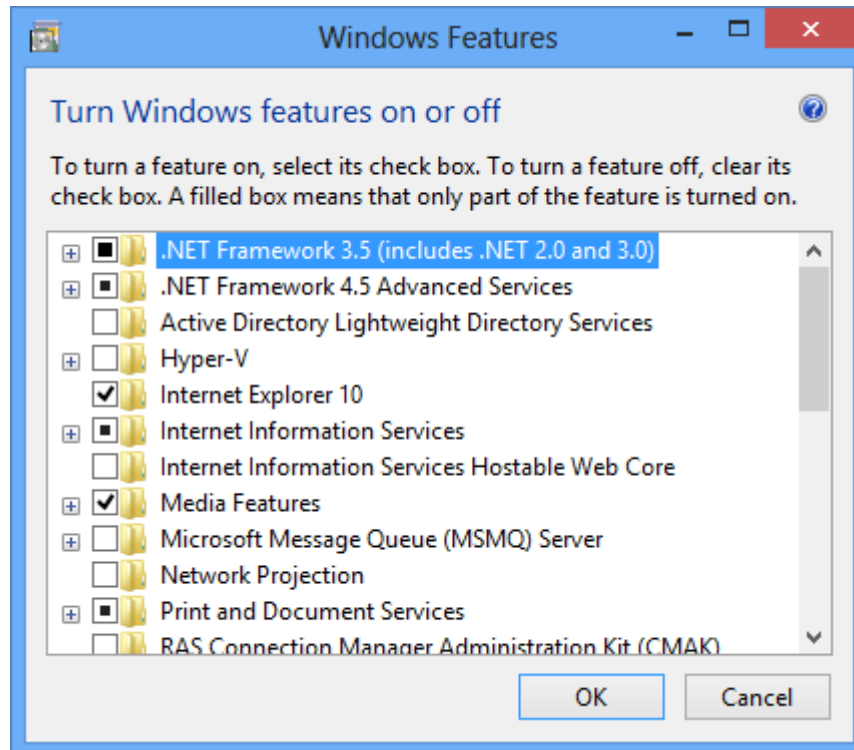 Windows Features
Turn Windows features on or off
To turn a feature on, select its check box. To turn a feature off, clear its
check box. A filled box means that only part of the feature is turned on.
.NET Framework 3.5 (includes .NET 2.0 and 3.0)
.NET Framework 4.5 Advanced Services
Active Directory Lightweight Directory Services
Hyper-V
Internet Explorer 10
Internet Information Services
Internet Information Services Hostable Web Core
Media Features
Microsoft Message Queue (MSMQ) Server
Network Projection
Print and Document Services
RAS Connection Manager Administration Kit (CMAK)
OK
Cancel